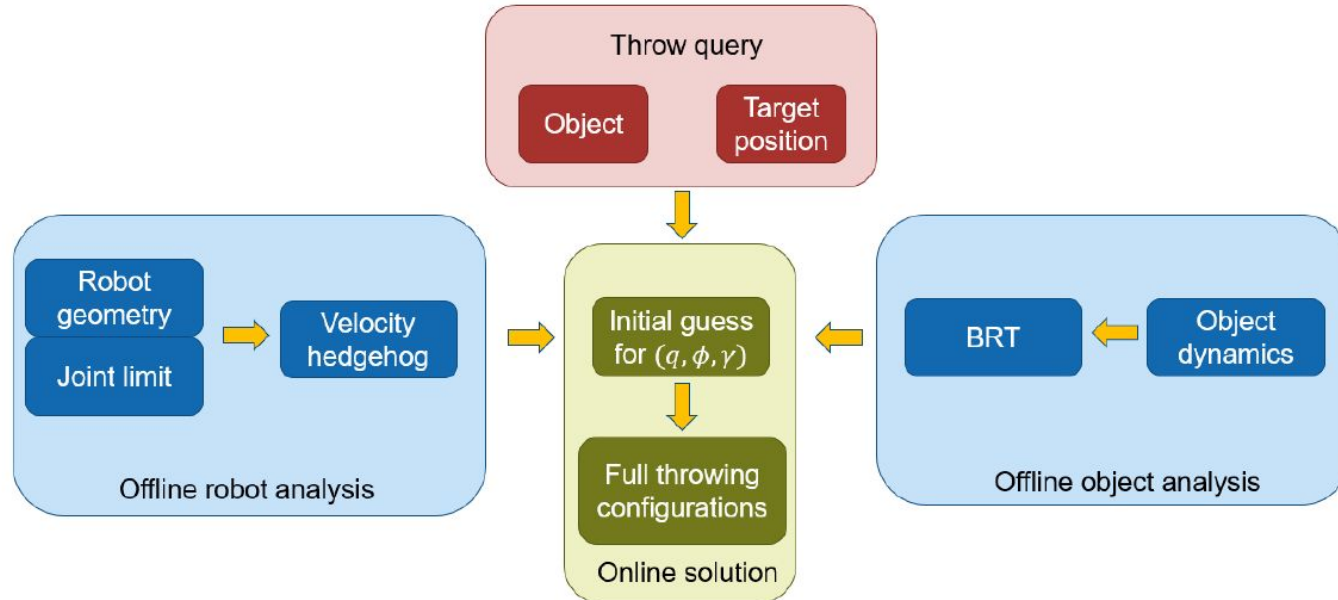 Throw query
Object
Target
position
Robot
geometry
Joint limit
Velocity
hedgehog
Offline robot analysis
Initial guess
for (q, ϕ, γ)
Full throwing
configurations
Online solution
BRT
Object
dynamics
Offline object analysis